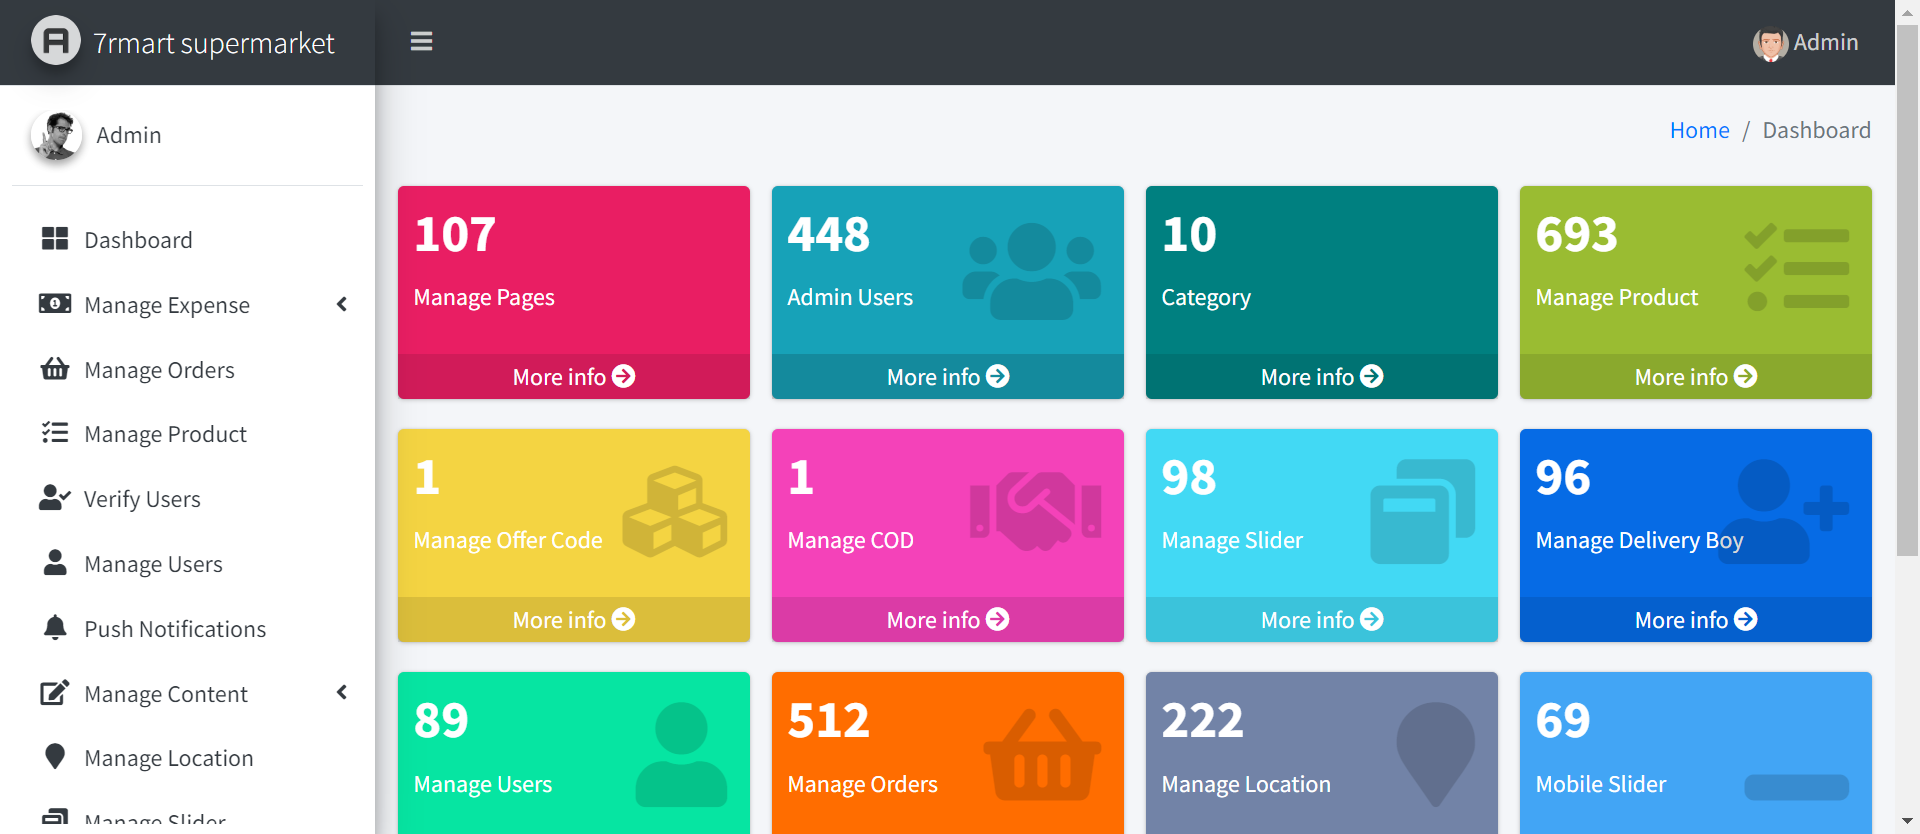 7rmart supermarket
Admin
Admin
Home / Dashboard
Dashboard
Manage Expense
Manage Orders
Manage Product
Verify Users
Manage Users
Push Notifications
Manage Content
Manage Location
Manage Slider
107
Manage Pages
More info
448
Admin Users
More info
10
Category
More info
693
Manage Product
More info
1
Manage Offer Code
More info
1
Manage COD
More info
98
Manage Slider
More info
96
Manage Delivery Boy
More info
89
Manage Users
512
Manage Orders
222
Manage Location
69
Mobile Slider